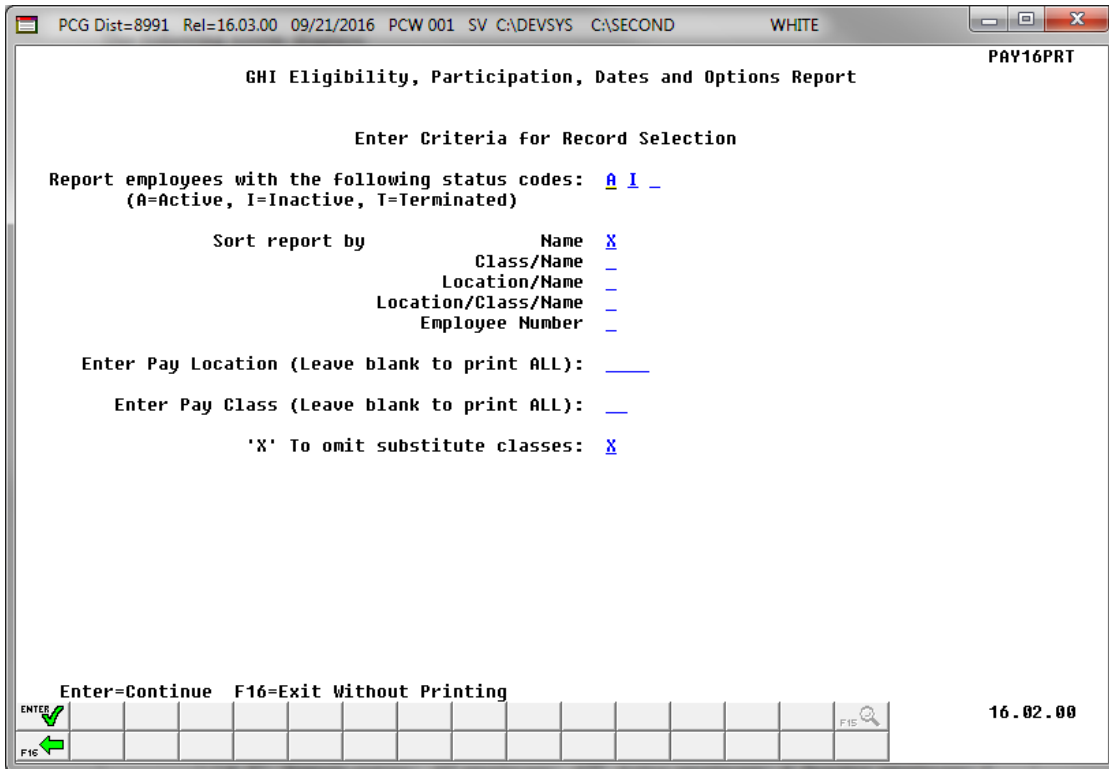 PCG Dist=8991 Rel=16.03.00 09/21/2016 PCW 001 SV C:\DEVSYS C:\SECOND WHITE
PAY16PRT
GHI Eligibility, Participation, Dates and Options Report
Enter Criteria for Record Selection
Report employees with the following status codes: A I _
(A=Active, I=Inactive, T=Terminated)
Sort report by Name X
Class/Name _
Location/Name _
Location/Class/Name _
Employee Number _
Enter Pay Location (Leave blank to print ALL): ____
Enter Pay Class (Leave blank to print ALL): __
'X' To omit substitute classes: X
Enter=Continue F16=Exit Without Printing
ENTER
F15
16.02.00
F16